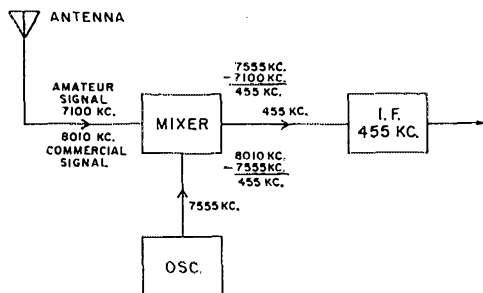 ANTENNA
AMATEUR
SIGNAL
7100 KC.
8010 KC.
COMMERCIAL
SIGNAL
MIXER
7555 KC.
-7100 KC.
455 KC.
455 KC.
8010 KC.
-7555 KC.
455 KC.
I.F.
455 KC.
7555 KC.
OSC.